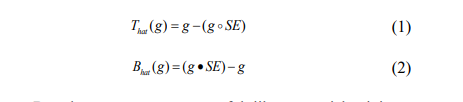 T_hat(g)=g−(g∘SE) (1)
B_hat(g)=(g•SE)−g (2)